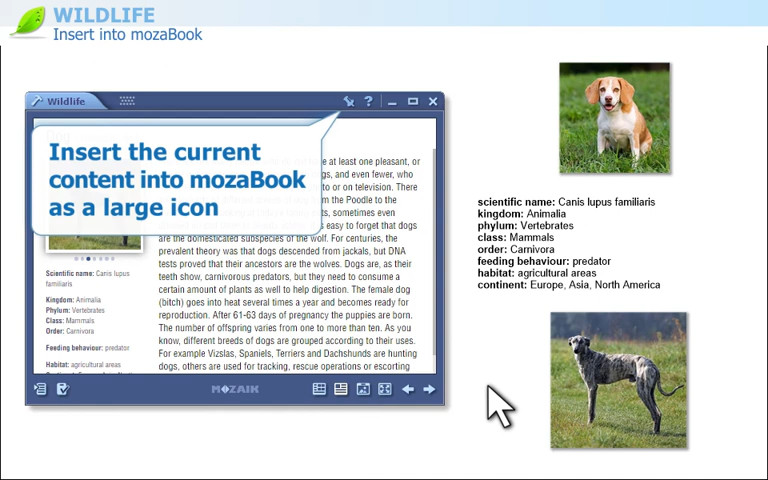 WILDLIFE
Insert into mozaBook
Wildlife
Insert the current
content into mozaBook
as a large icon
at least one pleasant, or
gs, and even fewer, who
to or on television. There
the Poodle to the
ts, sometimes even
easy to forget that dogs
are the domesticated subspecies of the wolf. For centuries, the
prevalent theory was that dogs descended from jackals, but DNA
tests proved that their ancestors are the wolves. Dogs are, as their
teeth show, carnivorous predators, but they need to consume a
certain amount of plants as well to help digestion. The female dog
(bitch) goes into heat several times a year and becomes ready for
reproduction. After 61-63 days of pregnancy the puppies are born.
The number of offspring varies from one to more than ten. As you
know, different breeds of dogs are grouped according to their uses.
For example Vizslas, Spaniels, Terriers and Dachshunds are hunting
dogs, others are used for tracking, rescue operations or escorting
Scientific name: Canis lupus
familiaris
Kingdom: Animalia
Phylum: Vertebrates
Class: Mammals
Order: Carnivora
Feeding behaviour: predator
Habitat: agricultural areas
MOZAIK
scientific name: Canis lupus familiaris
kingdom: Animalia
phylum: Vertebrates
class: Mammals
order: Carnivora
feeding behaviour: predator
habitat: agricultural areas
continent: Europe, Asia, North America